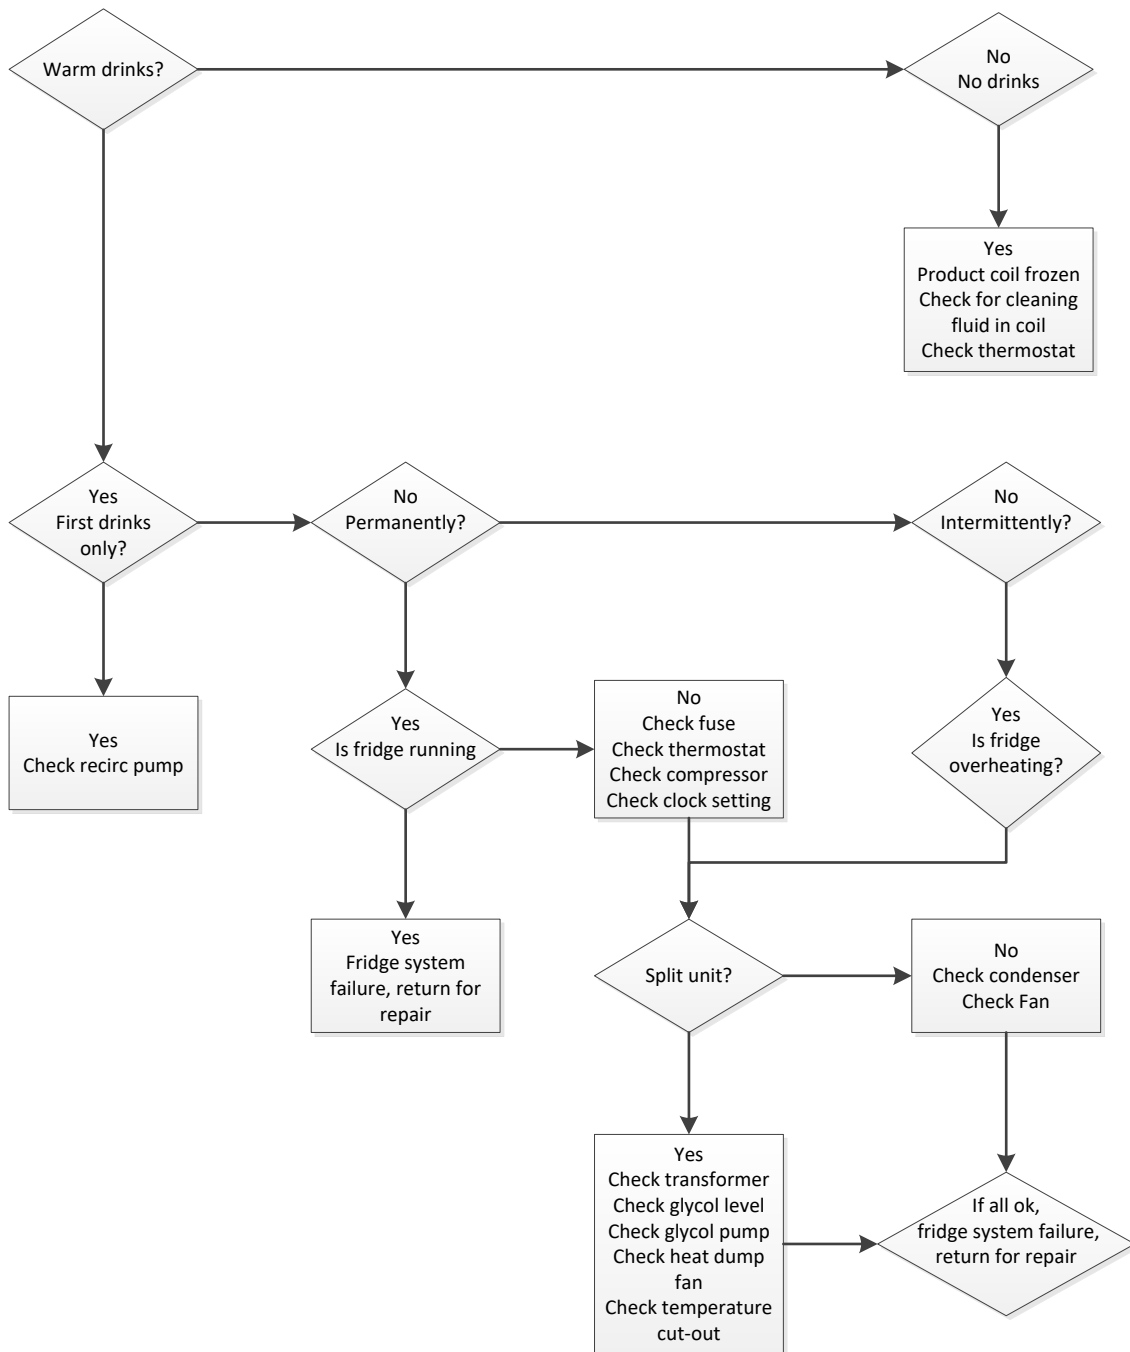 Warm drinks?
No
No drinks
Yes
Product coil frozen
Check for cleaning
fluid in coil
Check thermostat
Yes
First drinks
only?
No
Permanently?
No
Intermittently?
Yes
Check recirc pump
Yes
Is fridge running
No
Check fuse
Check thermostat
Check compressor
Check clock setting
Yes
Is fridge
overheating?
Yes
Fridge system
failure, return for
repair
Split unit?
No
Check condenser
Check Fan
Yes
Check transformer
Check glycol level
Check glycol pump
Check heat dump
fan
Check temperature
cut-out
If all ok,
fridge system failure,
return for repair